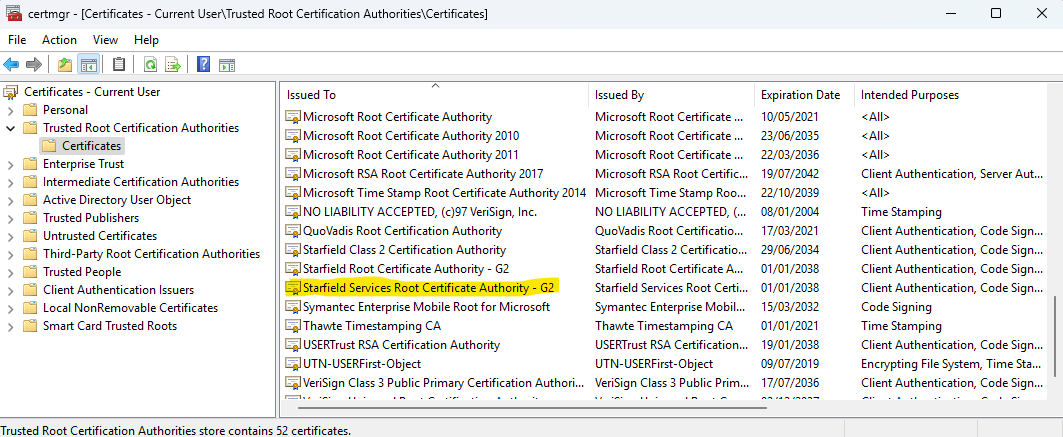 certmgr - [Certificates - Current User\Trusted Root Certification Authorities\Certificates]
File Action View Help
Certificates - Current User
Personal
Trusted Root Certification Authorities
Certificates
Enterprise Trust
Intermediate Certification Authorities
Active Directory User Object
Trusted Publishers
Untrusted Certificates
Third-Party Root Certification Authorities
Trusted People
Client Authentication Issuers
Local NonRemovable Certificates
Smart Card Trusted Roots
Issued To Issued By Expiration Date Intended Purposes
Microsoft Root Certificate Authority Microsoft Root Certificate ... 10/05/2021 <All>
Microsoft Root Certificate Authority 2010 Microsoft Root Certificate ... 23/06/2035 <All>
Microsoft Root Certificate Authority 2011 Microsoft Root Certificate ... 22/03/2036 <All>
Microsoft RSA Root Certificate Authority 2017 Microsoft RSA Root Certific... 19/07/2042 Client Authentication, Server Aut...
Microsoft Time Stamp Root Certificate Authority 2014 Microsoft Time Stamp Roo... 22/10/2039 <All>
NO LIABILITY ACCEPTED, (c)97 VeriSign, Inc. NO LIABILITY ACCEPTED, (c... 08/01/2004 Time Stamping
QuoVadis Root Certification Authority QuoVadis Root Certificatio... 17/03/2021 Client Authentication, Code Sign...
Starfield Class 2 Certification Authority Starfield Class 2 Certificatio... 29/06/2034 Client Authentication, Code Sign...
Starfield Root Certificate Authority - G2 Starfield Root Certificate A... 01/01/2038 Client Authentication, Code Sign...
Starfield Services Root Certificate Authority - G2 Starfield Services Root Certi... 01/01/2038 Client Authentication, Code Sign...
Symantec Enterprise Mobile Root for Microsoft Symantec Enterprise Mobil... 15/03/2032 Code Signing
Thawte Timestamping CA Thawte Timestamping CA 01/01/2021 Time Stamping
USERTrust RSA Certification Authority USERTrust RSA Certification... 19/01/2038 Client Authentication, Code Sign...
UTN-USERFirst-Object UTN-USERFirst-Object 09/07/2019 Encrypting File System, Time Sta...
VeriSign Class 3 Public Primary Certification Authori... VeriSign Class 3 Public Prim... 17/07/2036 Client Authentication, Code Sign...
Trusted Root Certification Authorities store contains 52 certificates.